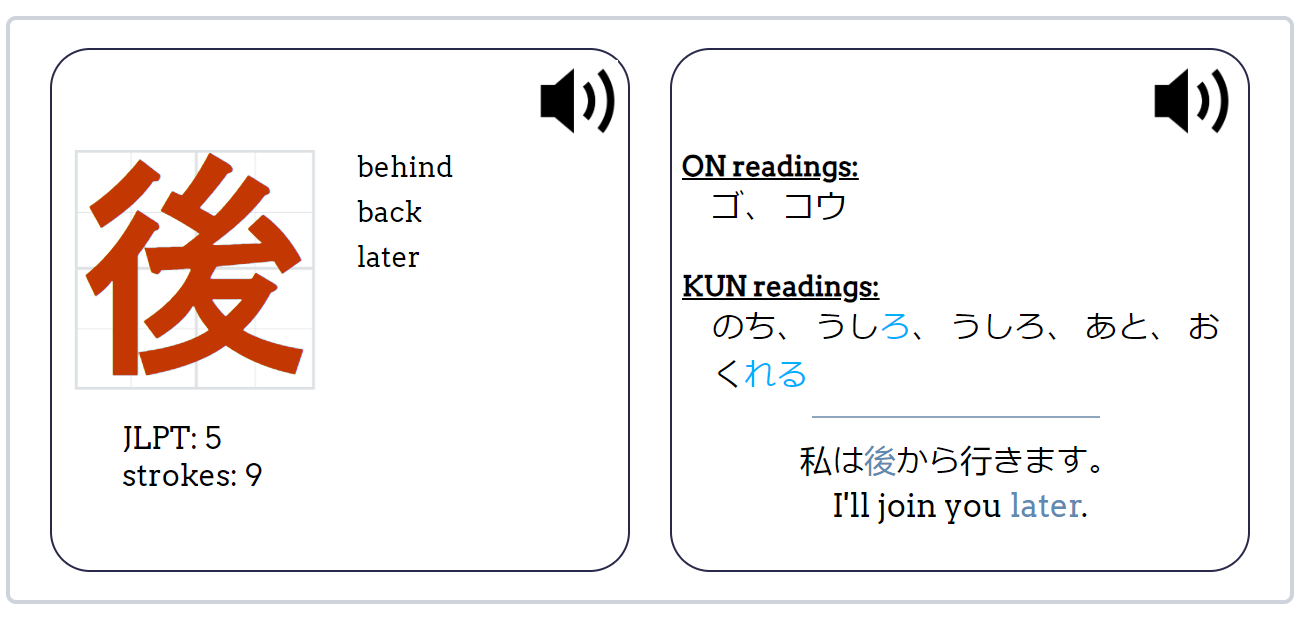 後
behind
back
later
JLPT: 5
strokes: 9
ON readings:
ゴ、 コウ
KUN readings:
のち、 うしろ、 うしろ、 あと、 お
くれる
私は後から行きます。
I'll join you later.